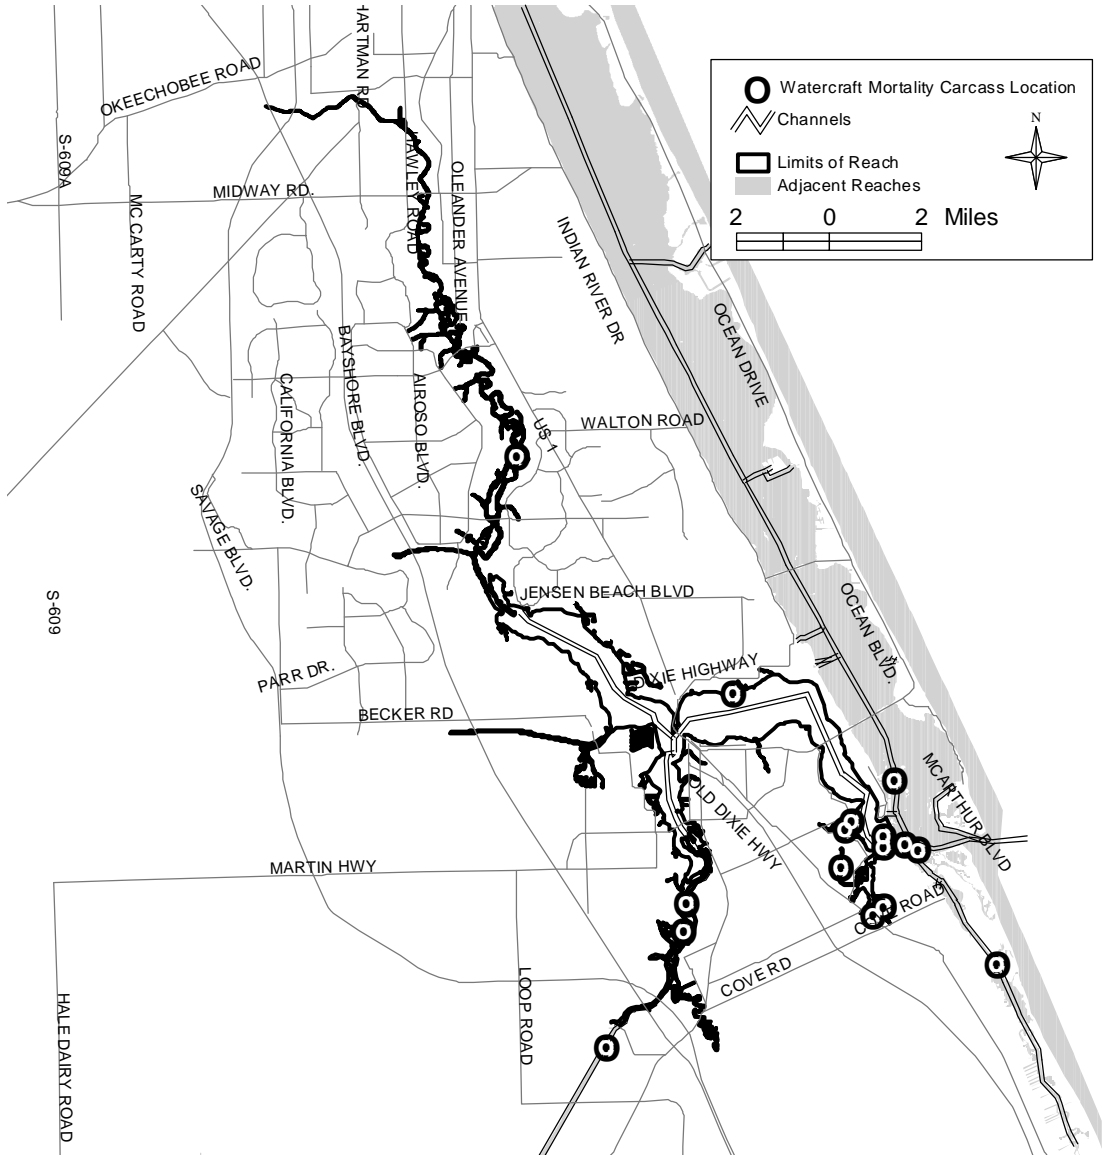 HARTMAN RD
OKEECHOBEE ROAD
Watercraft Mortality Carcass Location
Channels
N
Limits of Reach
Adjacent Reaches
2 0 2 Miles
S-609A
MIDWAY RD.
MC CARTY ROAD
HAWLEY ROAD
OLEANDER AVENUE
INDIAN RIVER DR
OCEAN DRIVE
BAYSHORE BLVD.
CALIFORNIA BLVD.
AIROSO BLVD.
US 1
WALTON ROAD
SAVAGE BLVD.
S-609
JENSEN BEACH BLVD
OCEAN BLVD.
PARR DR.
DIXIE HIGHWAY
BECKER RD
MCARTHUR BLVD
OLD DIXIE HWY
MARTIN HWY
COVE ROAD
COVE RD
LOOP ROAD
HALEDAIRY ROAD